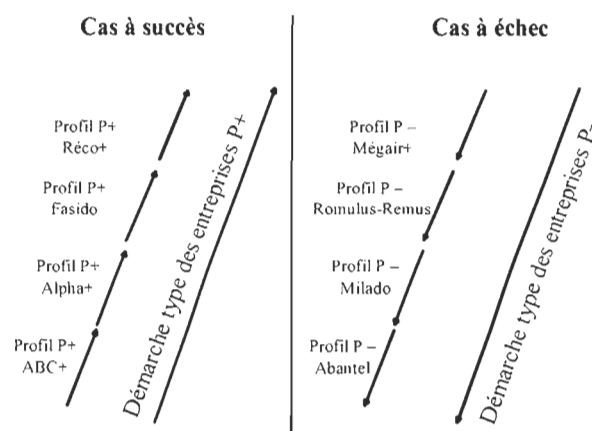 Cas à succès
Profil P+
Réco+
Profil P+
Fasido
Profil P+
Alpha+
Profil P+
ABC+
Démarche type des entreprises P+
Cas à échec
Profil P –
Mégair+
Profil P –
Romulus-Remus
Profil P –
Milado
Profil P –
Abantel
Démarche type des entreprises P-